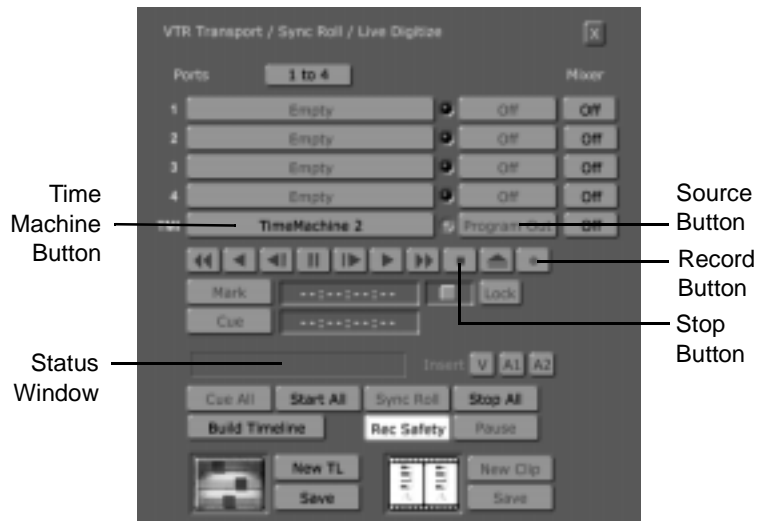 VTR Transport / Sync Roll / Live Digitize
X
Ports
1 to 4
Mixer
1
Empty
Off
Off
2
Empty
Off
Off
3
Empty
Off
Off
4
Empty
Off
Off
TimeMachine 2
Program Out
Off
Time
Machine
Button
Source
Button
Record
Button
Stop
Button
Mark
--:--:--:--
Lock
Cue
--:--:--:--
Status
Window
Insert
V
A1
A2
Cue All
Start All
Sync Roll
Stop All
Build Timeline
Rec Safety
Pause
New TL
Save
PLAY
PLAY
New Clip
Save